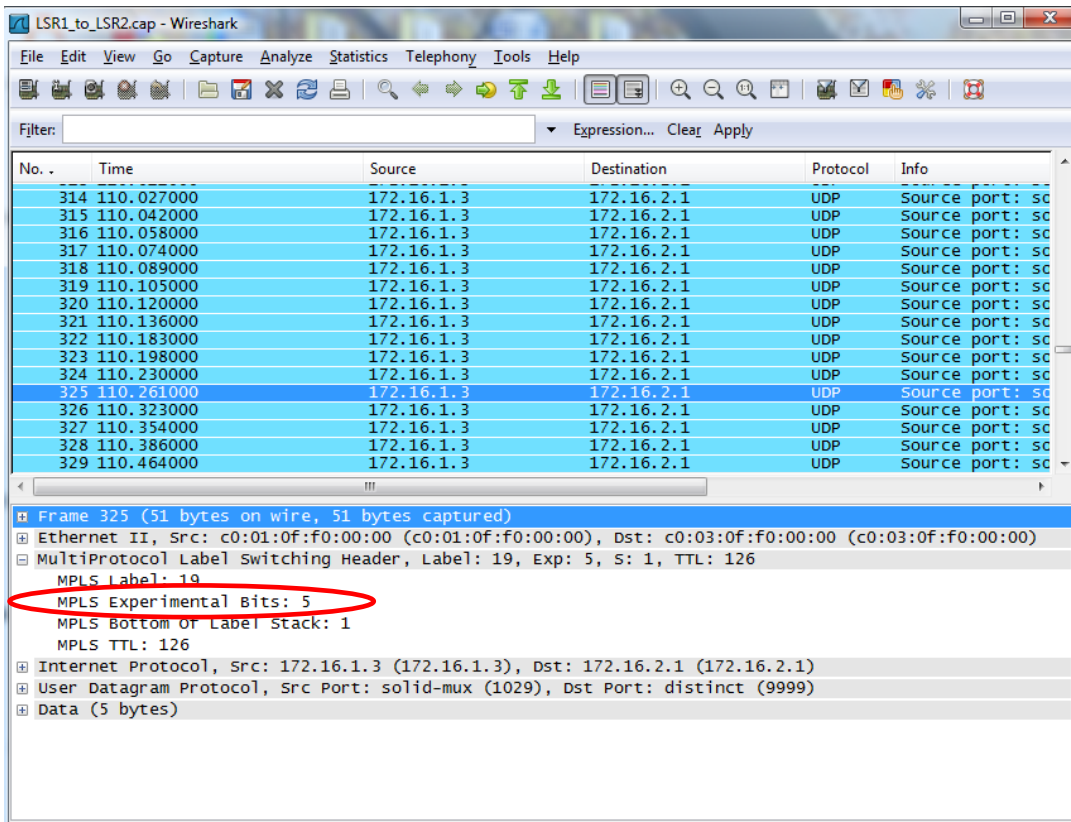 LSR1_to_LSR2.cap - Wireshark
File Edit View Go Capture Analyze Statistics Telephony Tools Help
Filter: Expression... Clear Apply
No. . Time Source Destination Protocol Info
314 110.027000 172.16.1.3 172.16.2.1 UDP Source port: so
315 110.042000 172.16.1.3 172.16.2.1 UDP Source port: so
316 110.058000 172.16.1.3 172.16.2.1 UDP Source port: so
317 110.074000 172.16.1.3 172.16.2.1 UDP Source port: so
318 110.089000 172.16.1.3 172.16.2.1 UDP Source port: so
319 110.105000 172.16.1.3 172.16.2.1 UDP Source port: so
320 110.120000 172.16.1.3 172.16.2.1 UDP Source port: so
321 110.136000 172.16.1.3 172.16.2.1 UDP Source port: so
322 110.183000 172.16.1.3 172.16.2.1 UDP Source port: so
323 110.198000 172.16.1.3 172.16.2.1 UDP Source port: so
324 110.230000 172.16.1.3 172.16.2.1 UDP Source port: so
325 110.261000 172.16.1.3 172.16.2.1 UDP Source port: so
326 110.323000 172.16.1.3 172.16.2.1 UDP Source port: so
327 110.354000 172.16.1.3 172.16.2.1 UDP Source port: so
328 110.386000 172.16.1.3 172.16.2.1 UDP Source port: so
329 110.464000 172.16.1.3 172.16.2.1 UDP Source port: so
Frame 325 (51 bytes on wire, 51 bytes captured)
Ethernet II, Src: c0:01:0f:f0:00:00 (c0:01:0f:f0:00:00), Dst: c0:03:0f:f0:00:00 (c0:03:0f:f0:00:00)
MultiProtocol Label Switching Header, Label: 19, Exp: 5, S: 1, TTL: 126
MPLS Label: 19
MPLS Experimental Bits: 5
MPLS Bottom Of Label Stack: 1
MPLS TTL: 126
Internet Protocol, Src: 172.16.1.3 (172.16.1.3), Dst: 172.16.2.1 (172.16.2.1)
User Datagram Protocol, Src Port: solid-mux (1029), Dst Port: distinct (9999)
Data (5 bytes)